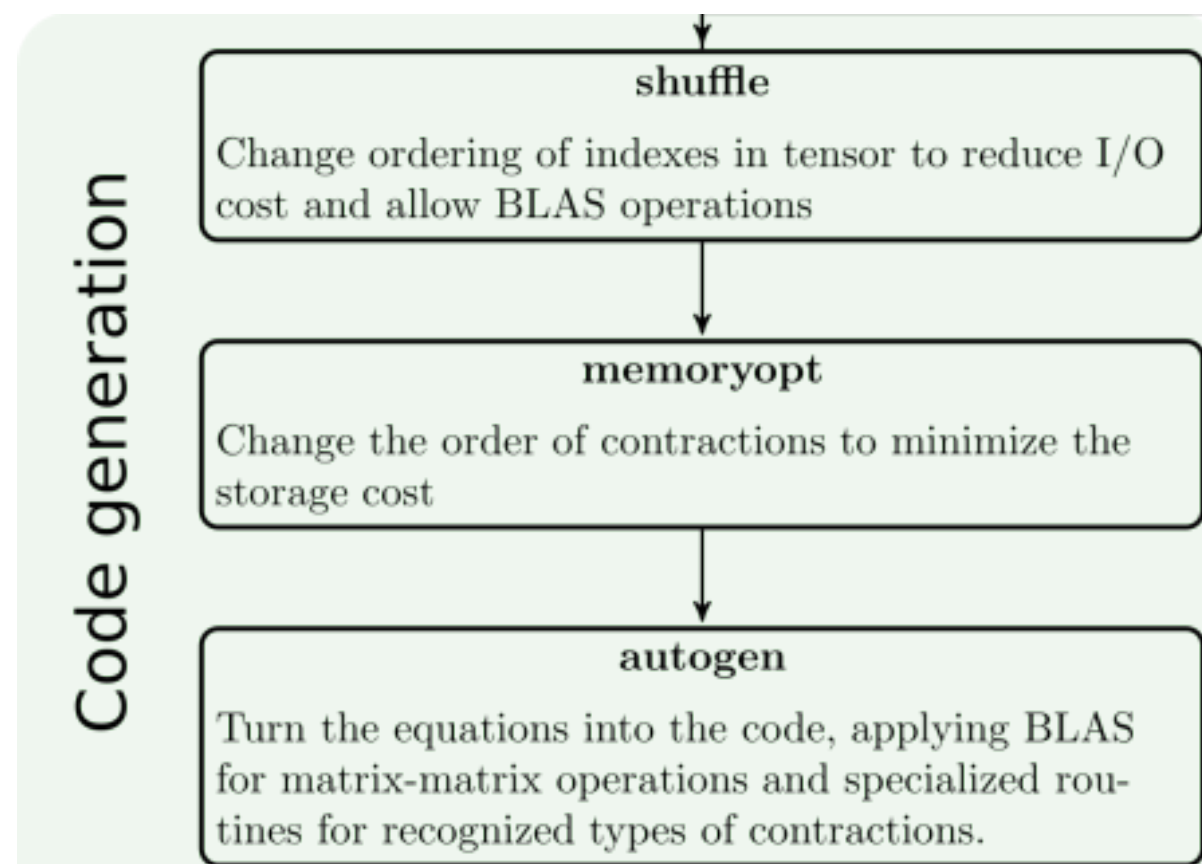 Code generation
shuffle
Change ordering of indexes in tensor to reduce I/O
cost and allow BLAS operations
memoryopt
Change the order of contractions to minimize the
storage cost
autogen
Turn the equations into the code, applying BLAS
for matrix-matrix operations and specialized rou-
tines for recognized types of contractions.